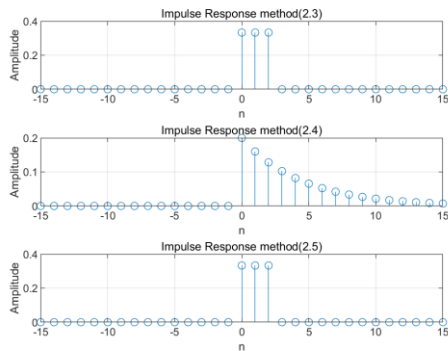 Impulse Response method(2.3)
0.4
0.2
0
-15 -10 -5 0 5 10 15
Amplitude
n
Impulse Response method(2.4)
0.2
0.1
0
-15 -10 -5 0 5 10 15
Amplitude
n
Impulse Response method(2.5)
0.4
0.2
0
-15 -10 -5 0 5 10 15
Amplitude
n